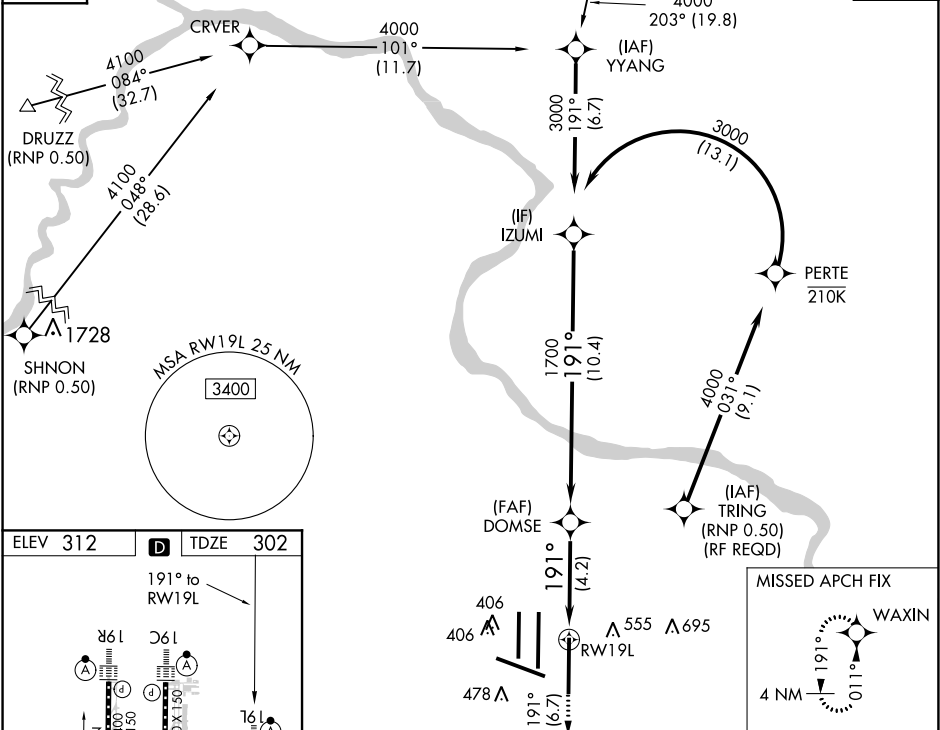 4000
203° (19.8)
CRVER
4000
101°
(11.7)
(IAF)
YYANG
4100
084°
(32.7)
DRUZZ
(RNP 0.50)
3000
191°
(6.7)
3000
(13.1)
4100
048°
(28.6)
(IF)
IZUMI
PERTE
210K
1728
SHNON
(RNP 0.50)
MSA RW19L 25 NM
3400
1700
191°
(10.4)
4000
031°
(9.1)
(FAF)
DOMSE
(IAF)
TRING
(RNP 0.50)
(RF REQD)
ELEV 312
D
TDZE 302
191° to
RW19L
191°
(4.2)
MISSED APCH FIX
WAXIN
191°
011°
4 NM
406
406
555
695
RW19L
478
191°
(6.7)
19R
19C
A
A
P
P
X 150
19L
A